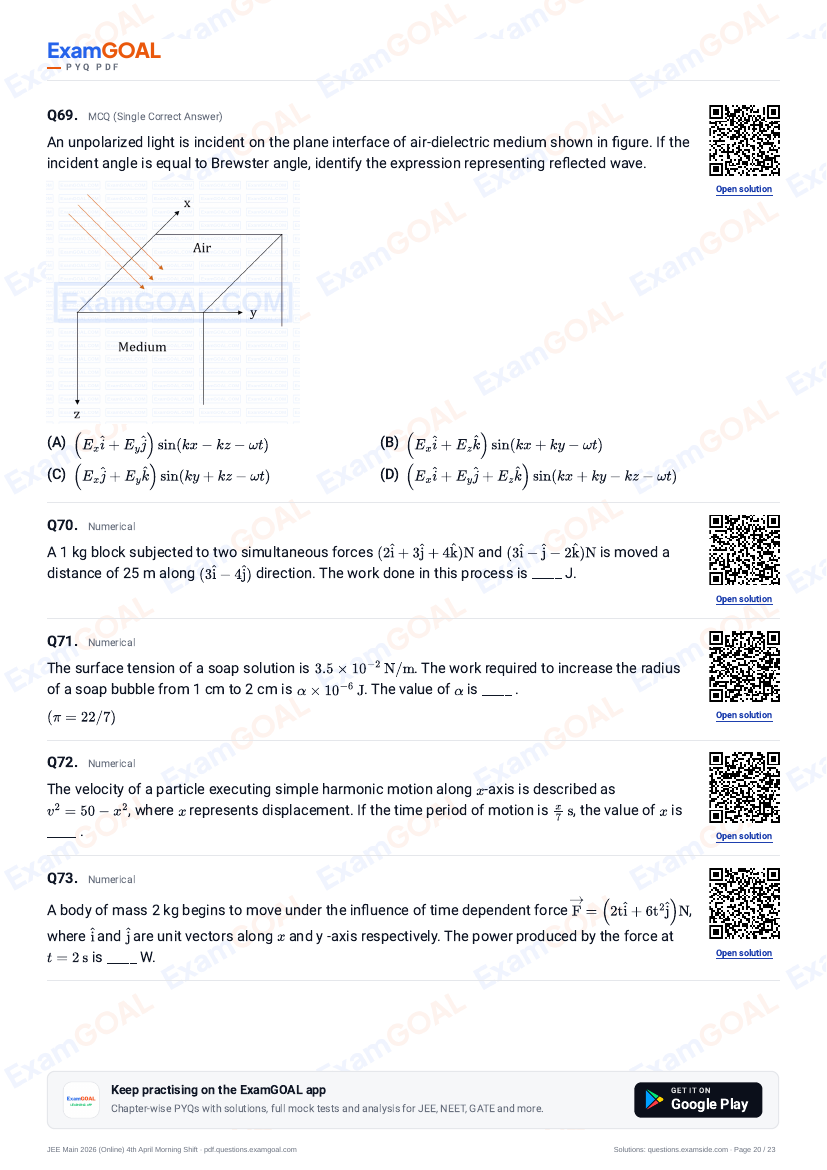 ExamGOAL
PYQ PDF
Q69. MCQ (Single Correct Answer)
An unpolarized light is incident on the plane interface of air-dielectric medium shown in figure. If the
incident angle is equal to Brewster angle, identify the expression representing reflected wave.
Open solution
x
Air
ExamGOAL.COM
y
Medium
z
(A) (E_x î + E_y ĵ) sin(kx − kz − ωt)
(B) (E_x î + E_z k̂) sin(kx + ky − ωt)
(C) (E_x ĵ + E_y k̂) sin(ky + kz − ωt)
(D) (E_x î + E_y ĵ + E_z k̂) sin(kx + ky − kz − ωt)
Q70. Numerical
A 1 kg block subjected to two simultaneous forces (2î + 3ĵ + 4k̂)N and (3î − ĵ − 2k̂)N is moved a
distance of 25 m along (3î − 4ĵ) direction. The work done in this process is ____ J.
Open solution
Q71. Numerical
The surface tension of a soap solution is 3.5 × 10⁻² N/m. The work required to increase the radius
of a soap bubble from 1 cm to 2 cm is α × 10⁻⁶ J. The value of α is ____ .
(π = 22/7)
Open solution
Q72. Numerical
The velocity of a particle executing simple harmonic motion along x-axis is described as
v² = 50 − x², where x represents displacement. If the time period of motion is x/7 s, the value of x is
____ .
Open solution
Q73. Numerical
A body of mass 2 kg begins to move under the influence of time dependent force F⃗ = (2tî + 6t²ĵ)N,
where î and ĵ are unit vectors along x and y -axis respectively. The power produced by the force at
t = 2 s is ____ W.
Open solution
Keep practising on the ExamGOAL app
Chapter-wise PYQs with solutions, full mock tests and analysis for JEE, NEET, GATE and more.
GET IT ON
Google Play
JEE Main 2026 (Online) 4th April Morning Shift · pdf.questions.examgoal.com
Solutions: questions.examside.com · Page 20 / 23